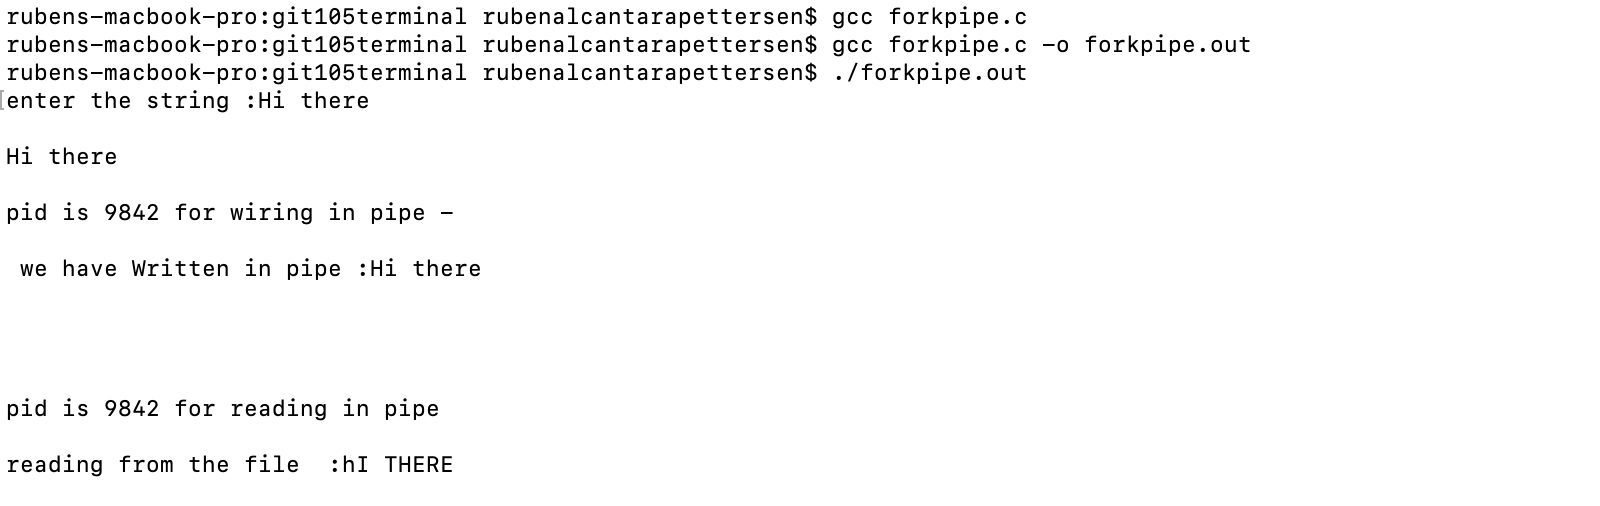 rubens-macbook-pro:git105terminal rubenalcantarapettersen$ gcc forkpipe.c
rubens-macbook-pro:git105terminal rubenalcantarapettersen$ gcc forkpipe.c -o forkpipe.out
rubens-macbook-pro:git105terminal rubenalcantarapettersen$ ./forkpipe.out
[enter the string :Hi there
Hi there
pid is 9842 for wiring in pipe -
we have Written in pipe :Hi there
pid is 9842 for reading in pipe
reading from the file  :hI THERE